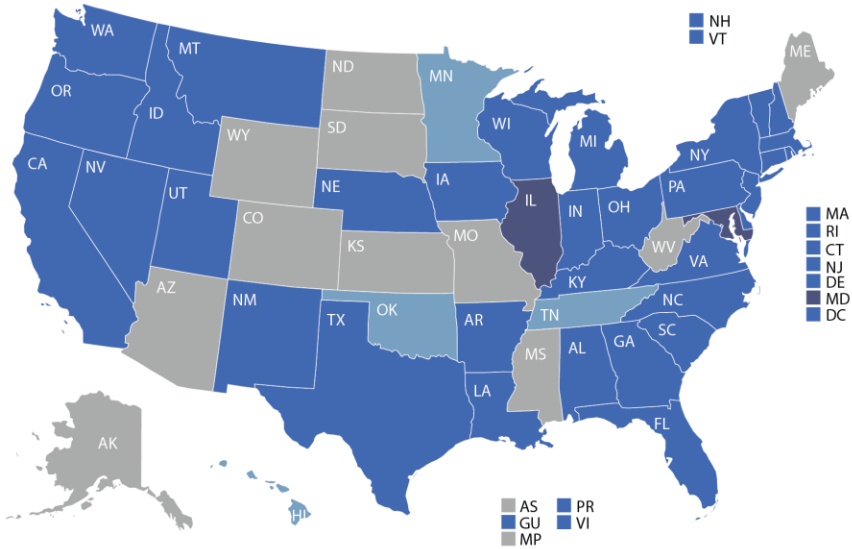 NH
VT
WA
MT
ND
MN
ME
OR
ID
WY
SD
WI
MI
NY
CA
NV
UT
NE
IA
IL
IN
OH
PA
CO
KS
MO
WV
VA
KY
AZ
NM
TX
OK
AR
TN
NC
SC
MS
AL
GA
LA
FL
AK
HI
MA
RI
CT
NJ
DE
MD
DC
AS
GU
MP
PR
VI